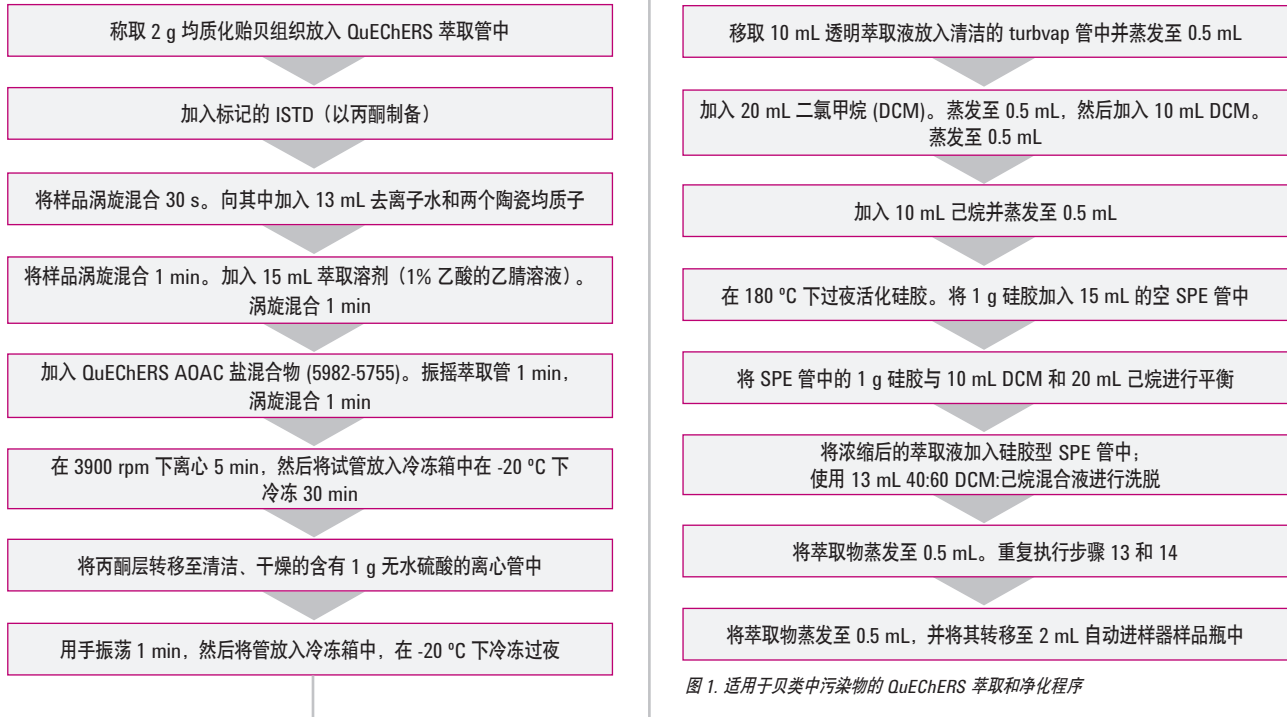 称取 2 g 均质化贻贝组织放入 QuEChERS 萃取管中
加入标记的 ISTD（以丙酮制备）
将样品涡旋混合 30 s。向其中加入 13 mL 去离子水和两个陶瓷均质子
将样品涡旋混合 1 min。加入 15 mL 萃取溶剂（1% 乙酸的乙腈溶液）。
涡旋混合 1 min
加入 QuEChERS AOAC 盐混合物 (5982-5755)。振摇萃取管 1 min，
涡旋混合 1 min
在 3900 rpm 下离心 5 min，然后将试管放入冷冻箱中在 -20 ºC 下
冷冻 30 min
将丙酮层转移至清洁、干燥的含有 1 g 无水硫酸的离心管中
用手振荡 1 min，然后将管放入冷冻箱中，在 -20 ºC 下冷冻过夜
移取 10 mL 透明萃取液放入清洁的 turbvap 管中并蒸发至 0.5 mL
加入 20 mL 二氯甲烷 (DCM)。蒸发至 0.5 mL，然后加入 10 mL DCM。
蒸发至 0.5 mL
加入 10 mL 己烷并蒸发至 0.5 mL
在 180 ºC 下过夜活化硅胶。将 1 g 硅胶加入 15 mL 的空 SPE 管中
将 SPE 管中的 1 g 硅胶与 10 mL DCM 和 20 mL 己烷进行平衡
将浓缩后的萃取液加入硅胶型 SPE 管中；
使用 13 mL 40:60 DCM:己烷混合液进行洗脱
将萃取物蒸发至 0.5 mL。重复执行步骤 13 和 14
将萃取物蒸发至 0.5 mL，并将其转移至 2 mL 自动进样器样品瓶中
图 1. 适用于贝类中污染物的 QuEChERS 萃取和净化程序